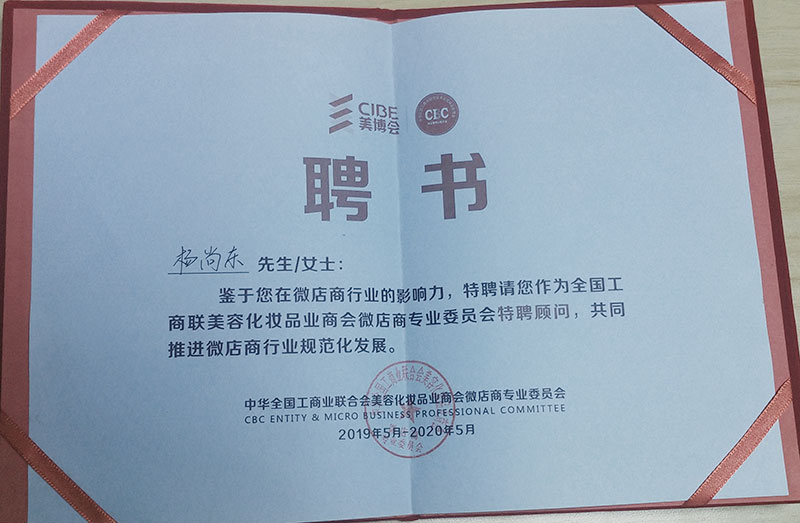 CIBE
美博会
CBC
聘书
杨尚东 先生/女士：
鉴于您在微店商行业的影响力，特聘请您作为全国工
商联美容化妆品业商会微店商专业委员会特聘顾问，共同
推进微店商行业规范化发展。
中华全国工商业联合会美容化妆品业商会微店商专业委员会
CBC ENTITY & MICRO BUSINESS PROFESSIONAL COMMITTEE
2019年5月-2020年5月